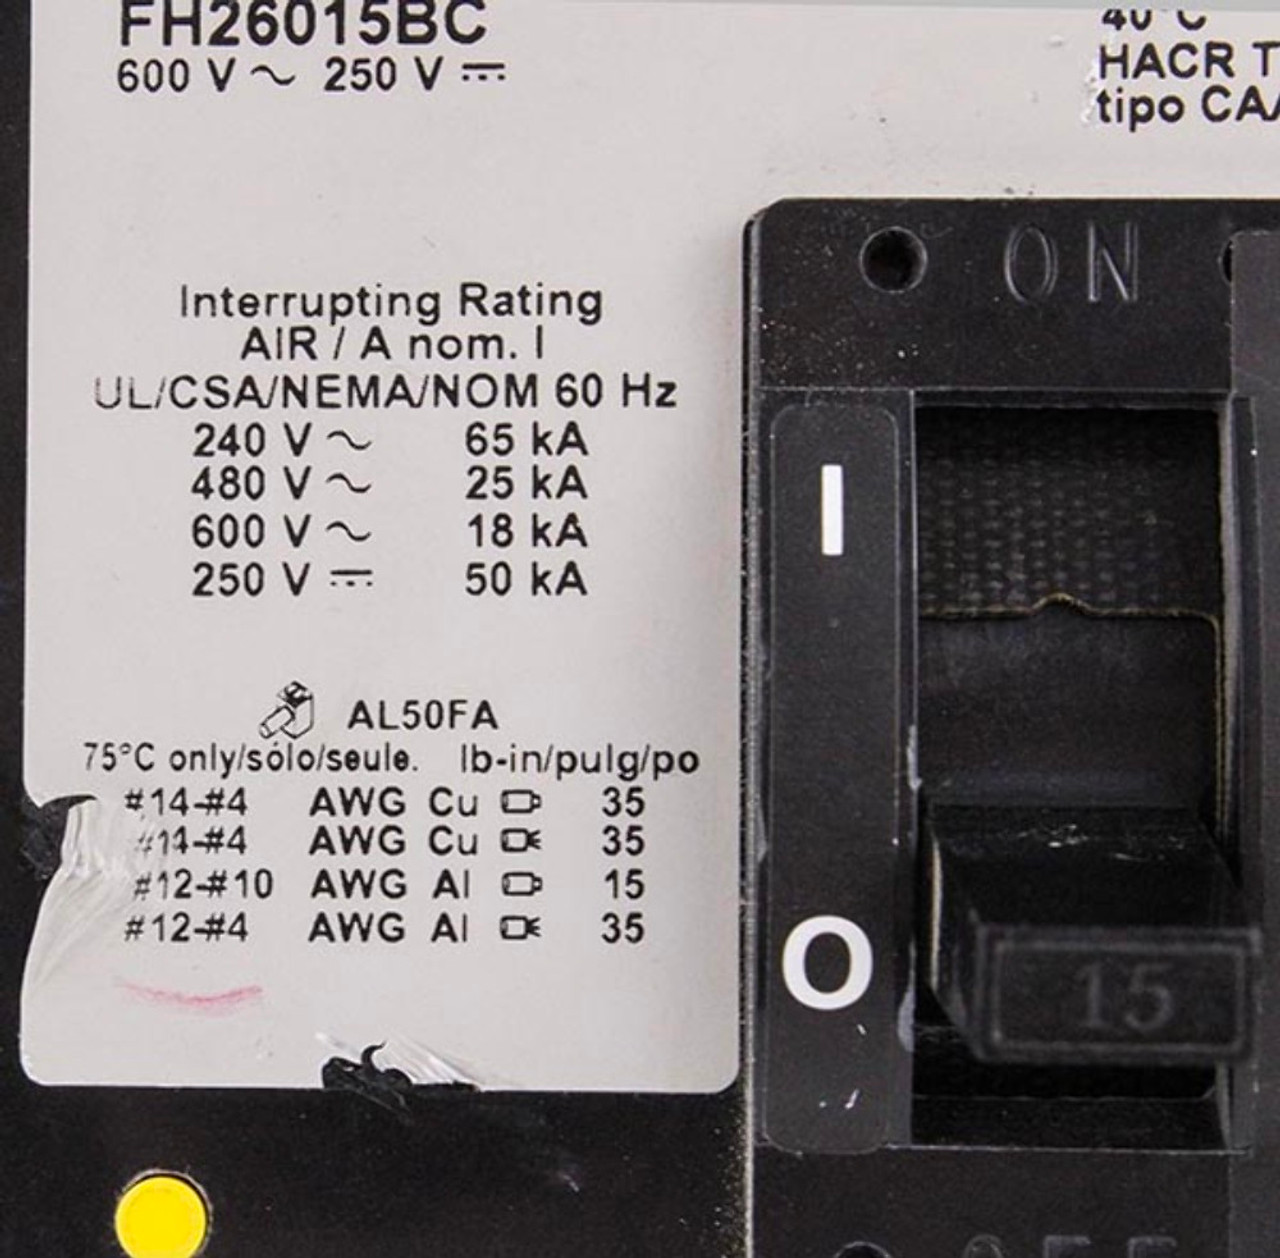 FH26015BC
600 V ~ 250 V ⎓
40°C
HACR T
tipo CA/
ON
Interrupting Rating
AIR / A nom. I
UL/CSA/NEMA/NOM 60 Hz
240 V ~ 65 kA
480 V ~ 25 kA
600 V ~ 18 kA
250 V ⎓ 50 kA
I
AL50FA
75°C only/sólo/seule. lb-in/pulg/po
#14-#4 AWG Cu 35
#14-#4 AWG Cu 35
#12-#10 AWG Al 15
#12-#4 AWG Al 35
O
15
OFF